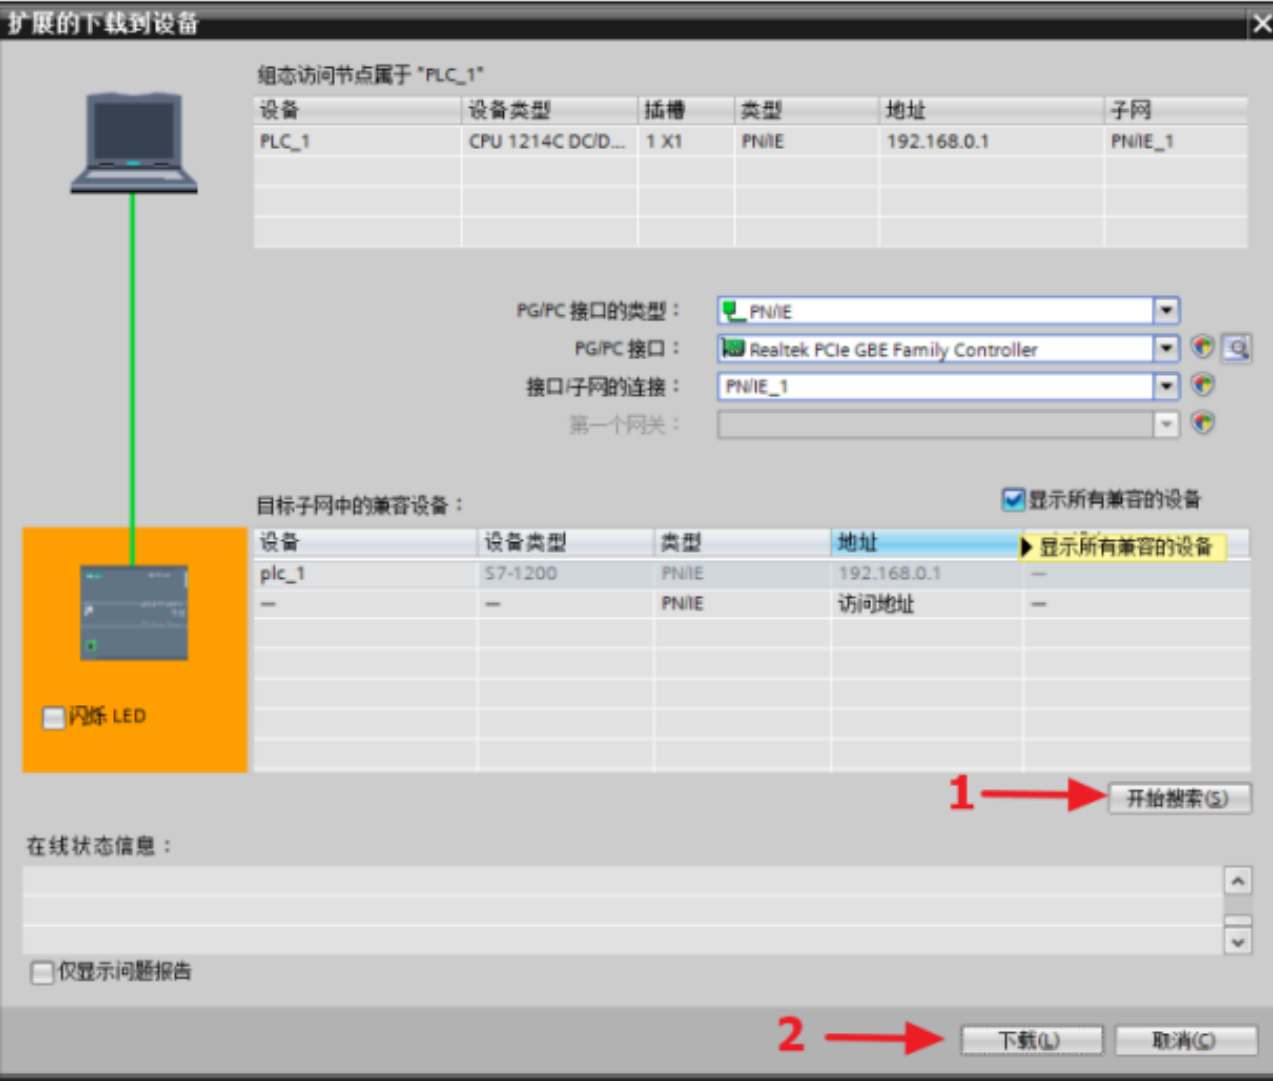 扩展的下载到设备
组态访问节点属于 "PLC_1"
设备 设备类型 插槽 类型 地址 子网
PLC_1 CPU 1214C DC/D... 1 X1 PN/IE 192.168.0.1 PN/IE_1
PG/PC 接口的类型： PN/IE
PG/PC 接口： Realtek PCIe GBE Family Controller
接口/子网的连接： PN/IE_1
第一个网关：
目标子网中的兼容设备： 显示所有兼容的设备
设备 设备类型 类型 地址 显示所有兼容的设备
plc_1 S7-1200 PN/IE 192.168.0.1 —
— — PN/IE 访问地址 —
闪烁 LED
1 开始搜索(S)
在线状态信息：
仅显示问题报告
2 下载(L) 取消(C)